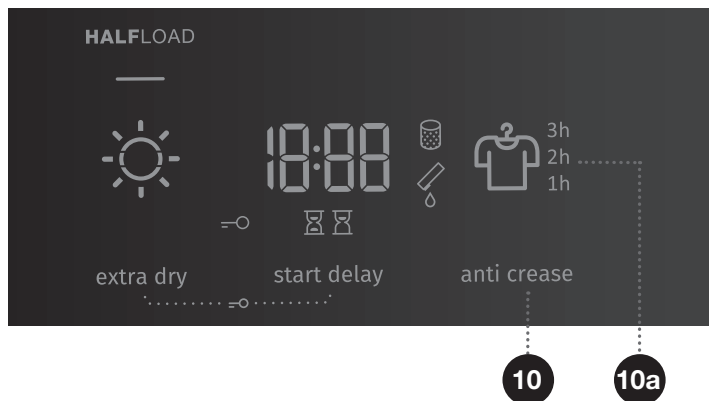 HALFLOAD
18:88
3h
2h
1h
extra dry
start delay
anti crease
10
10a